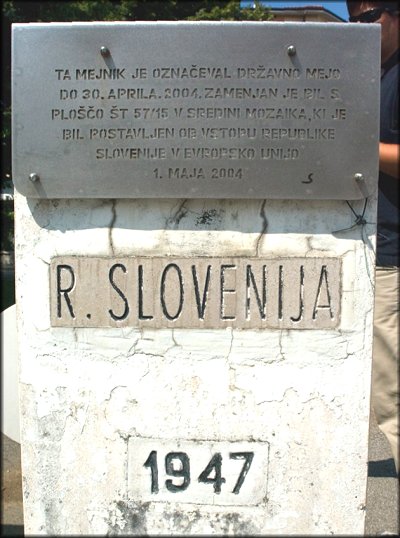 TA MEJNIK JE OZNAČEVAL DRŽAVNO MEJO
DO 30. APRILA. 2004. ZAMENJAN JE BIL S
PLOŠČO ŠT 57/15 V SREDINI MOZAIKA, KI JE
BIL POSTAVLJEN OB VSTOPU REPUBLIKE
SLOVENIJE V EVROPSKO UNIJO
1. MAJA 2004
R. SLOVENIJA
1947